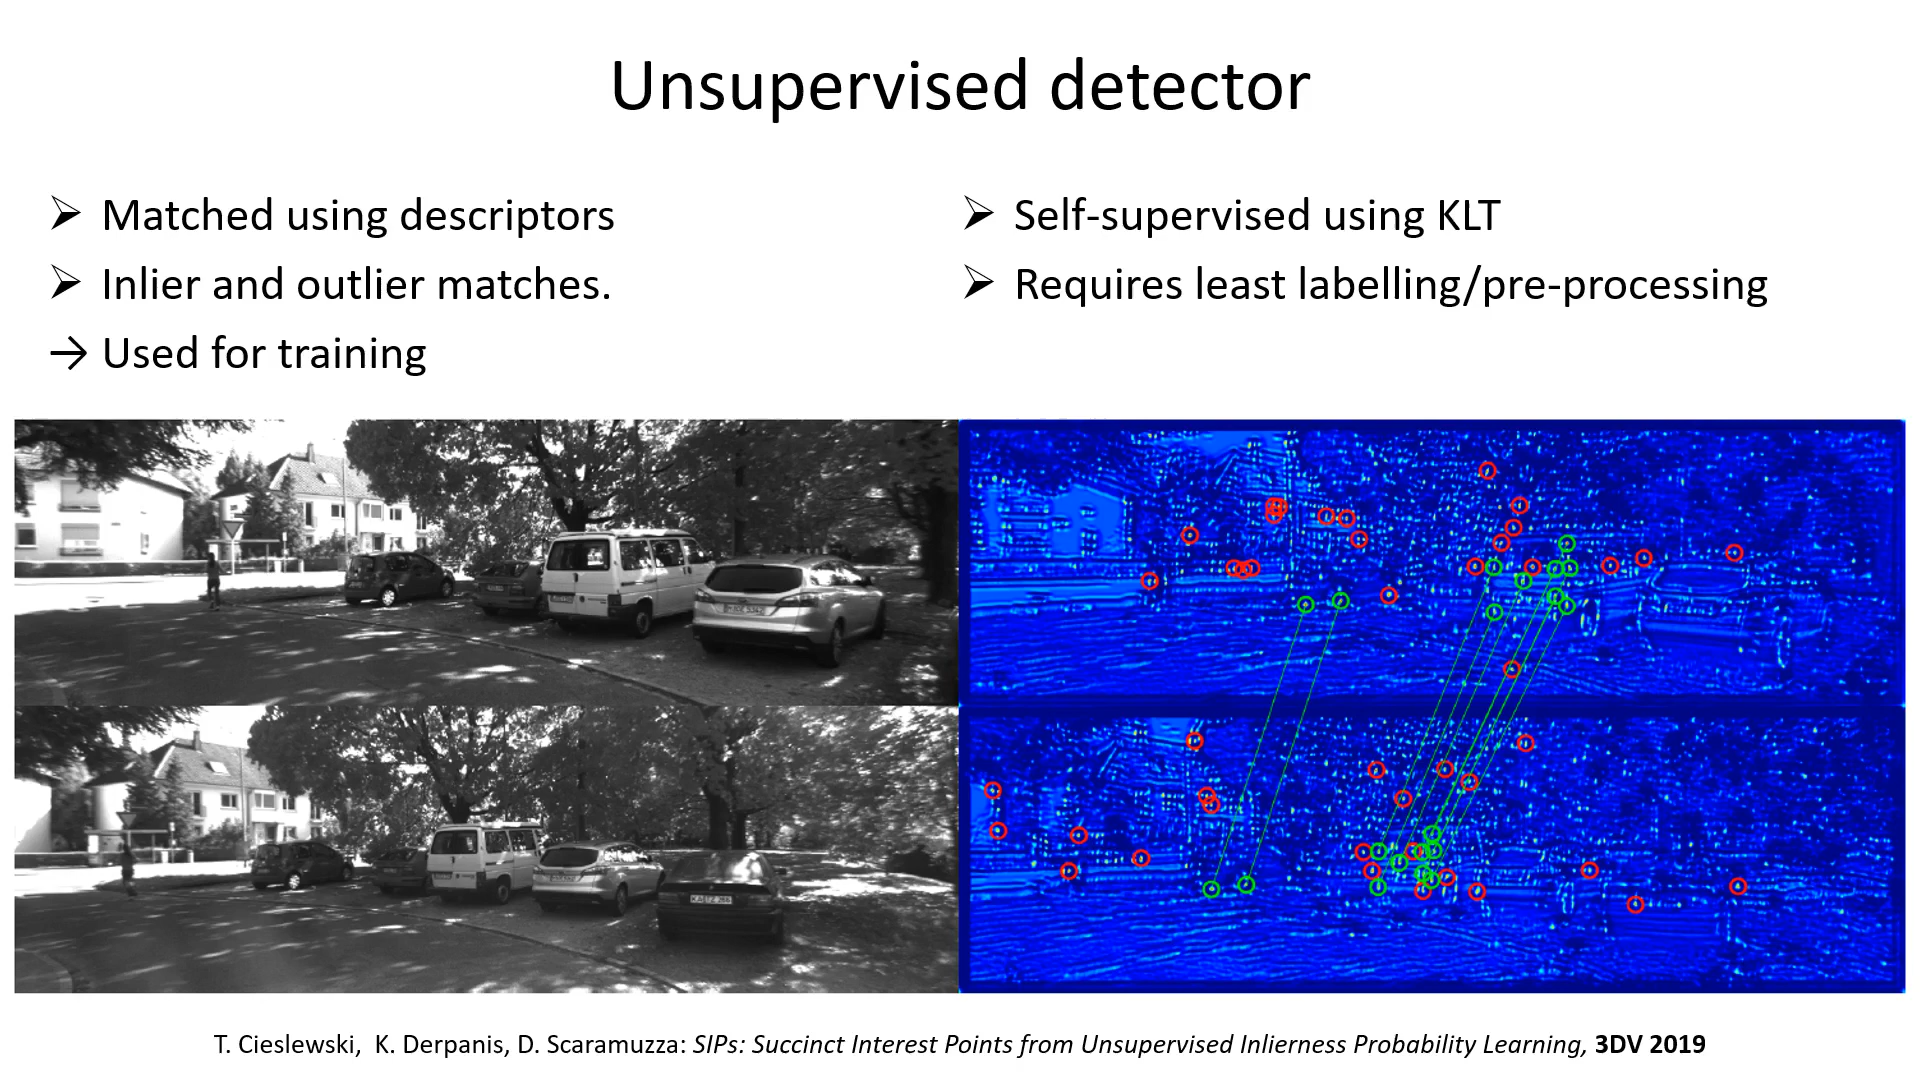 Unsupervised detector
➢ Matched using descriptors
➢ Inlier and outlier matches.
→ Used for training
➢ Self-supervised using KLT
➢ Requires least labelling/pre-processing
T. Cieslewski, K. Derpanis, D. Scaramuzza: SIPs: Succinct Interest Points from Unsupervised Inlierness Probability Learning, 3DV 2019